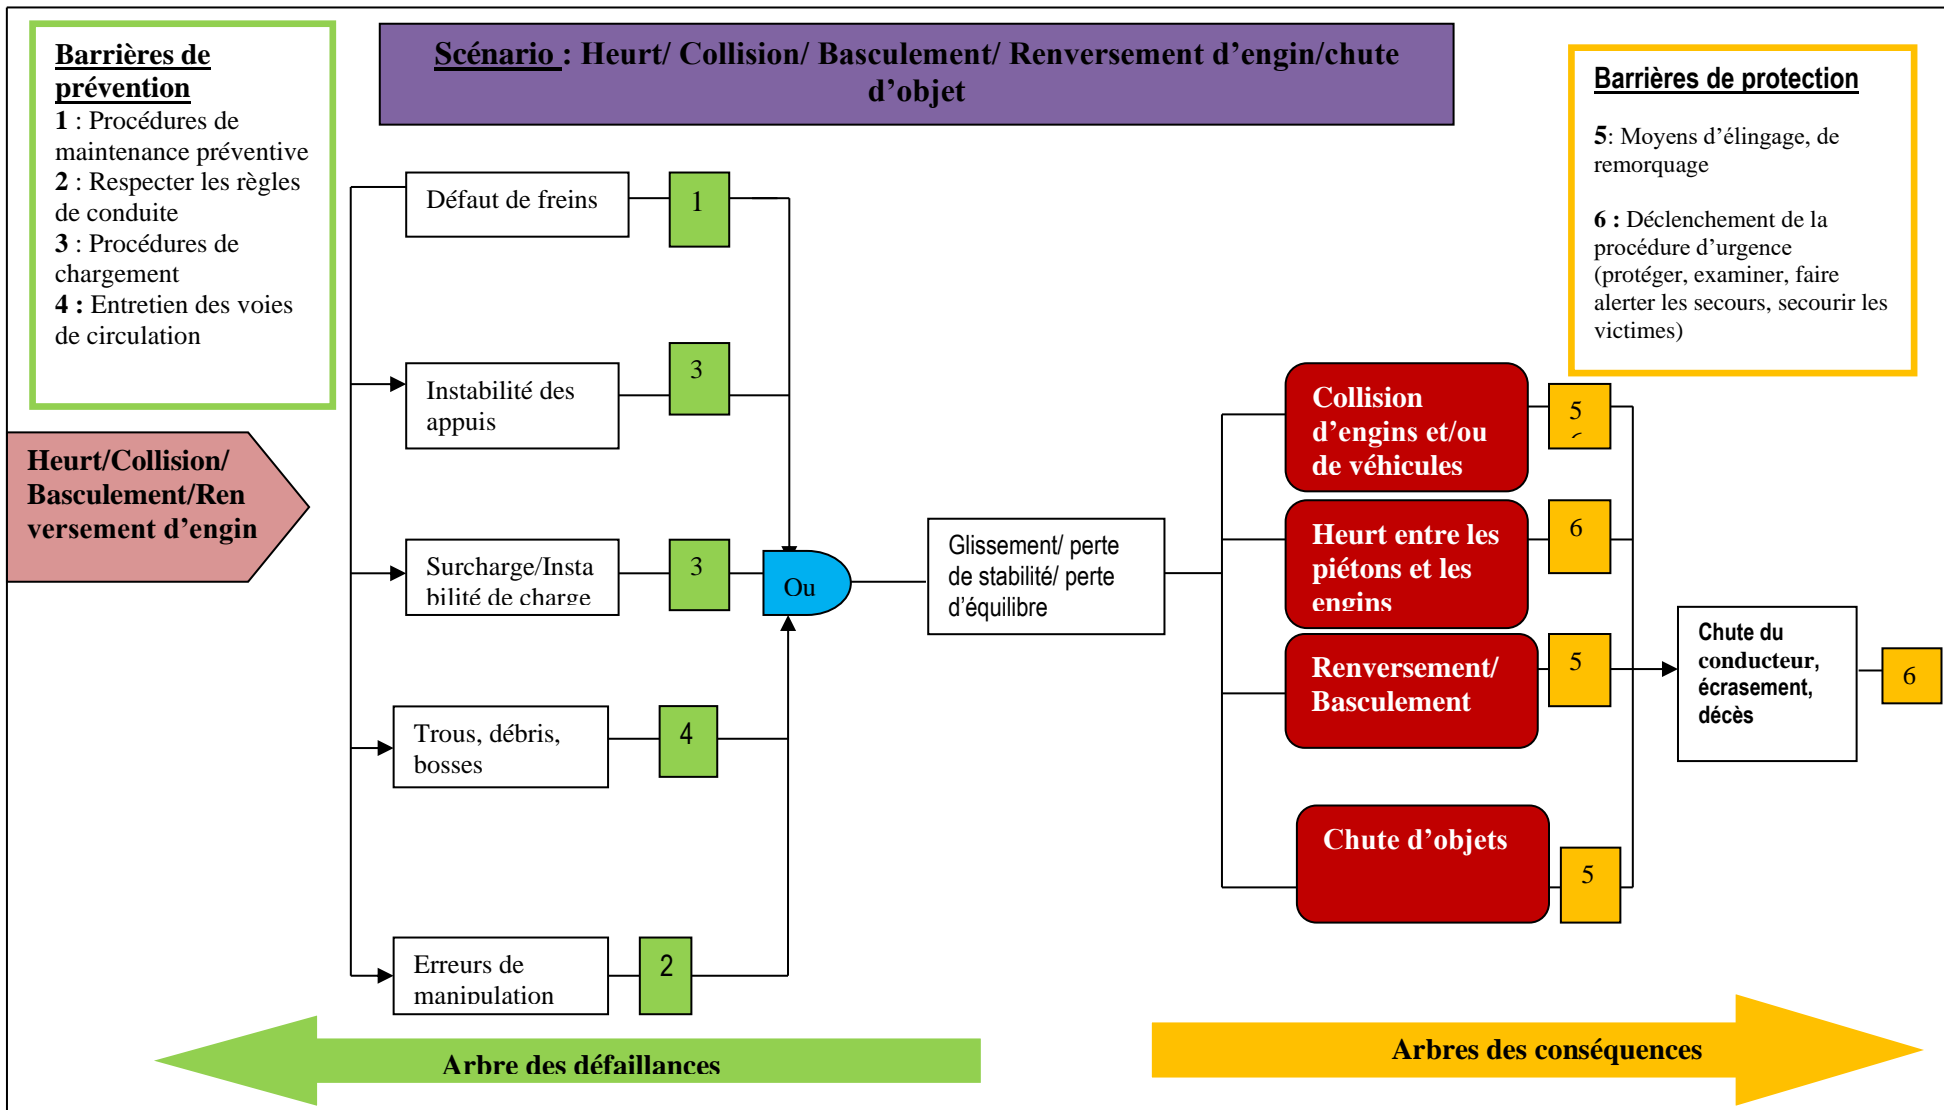 Barrières de
prévention
1 : Procédures de
maintenance préventive
2 : Respecter les règles
de conduite
3 : Procédures de
chargement
4 : Entretien des voies
de circulation
Scénario : Heurt/ Collision/ Basculement/ Renversement d’engin/chute
d’objet
Barrières de protection
5: Moyens d’élingage, de
remorquage
6 : Déclenchement de la
procédure d’urgence
(protéger, examiner, faire
alerter les secours, secourir les
victimes)
Heurt/Collision/
Basculement/Ren
versement d’engin
Défaut de freins
1
Instabilité des
appuis
3
Surcharge/Insta
bilité de charge
3
Trous, débris,
bosses
4
Erreurs de
manipulation
2
Ou
Glissement/ perte
de stabilité/ perte
d’équilibre
Collision
d’engins et/ou
de véhicules
5
6
Heurt entre les
piétons et les
engins
6
Renversement/
Basculement
5
Chute d’objets
5
Chute du
conducteur,
écrasement,
décès
6
Arbre des défaillances
Arbres des conséquences